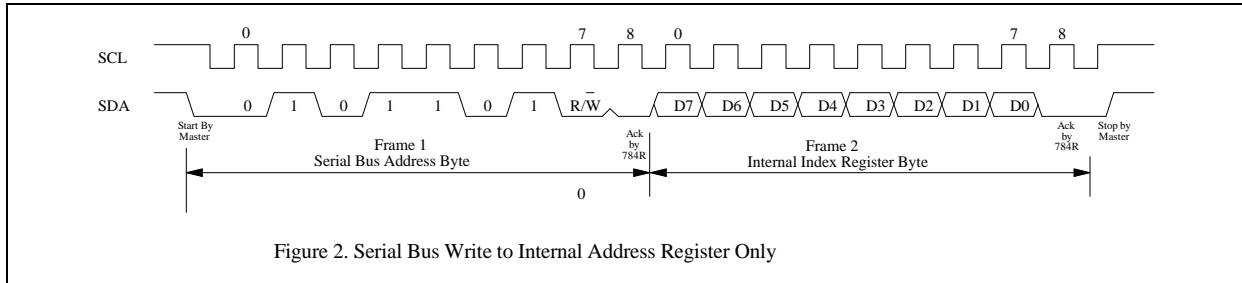 0 7 8 0 7 8
SCL
SDA 0 1 0 1 1 0 1 R/W̅ D7 D6 D5 D4 D3 D2 D1 D0
Start By
Master
Ack
by
784R
Ack
by
784R
Stop by
Master
Frame 1
Serial Bus Address Byte
Frame 2
Internal Index Register Byte
0
Figure 2. Serial Bus Write to Internal Address Register Only